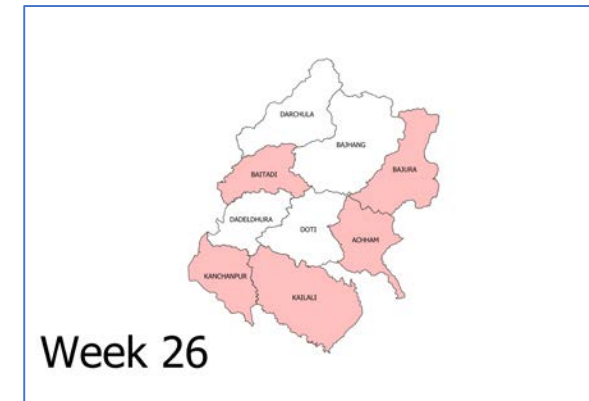 DARCHULA
BAJHANG
BAJURA
BAITADI
DADELDHURA
DOTI
ACHHAM
KANCHANPUR
KAILALI
Week 26